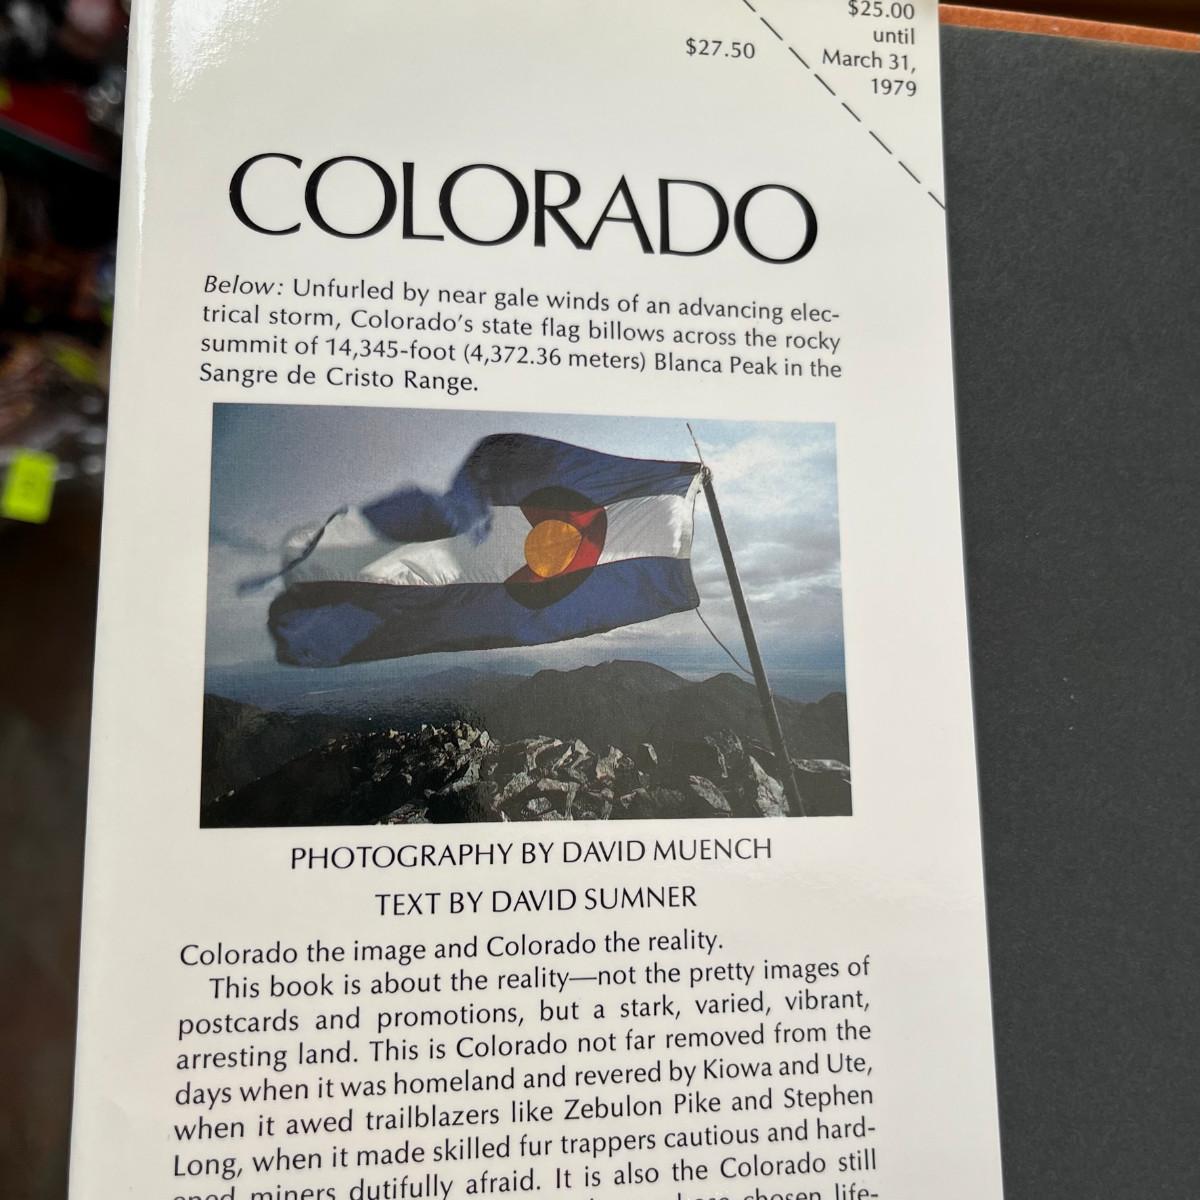 $25.00
until
March 31,
1979
$27.50
COLORADO
Below: Unfurled by near gale winds of an advancing elec-
trical storm, Colorado's state flag billows across the rocky
summit of 14,345-foot (4,372.36 meters) Blanca Peak in the
Sangre de Cristo Range.
PHOTOGRAPHY BY DAVID MUENCH
TEXT BY DAVID SUMNER
Colorado the image and Colorado the reality.
This book is about the reality—not the pretty images of
postcards and promotions, but a stark, varied, vibrant,
arresting land. This is Colorado not far removed from the
days when it was homeland and revered by Kiowa and Ute,
when it awed trailblazers like Zebulon Pike and Stephen
Long, when it made skilled fur trappers cautious and hard-
ened miners dutifully afraid. It is also the Colorado still
chosen life-